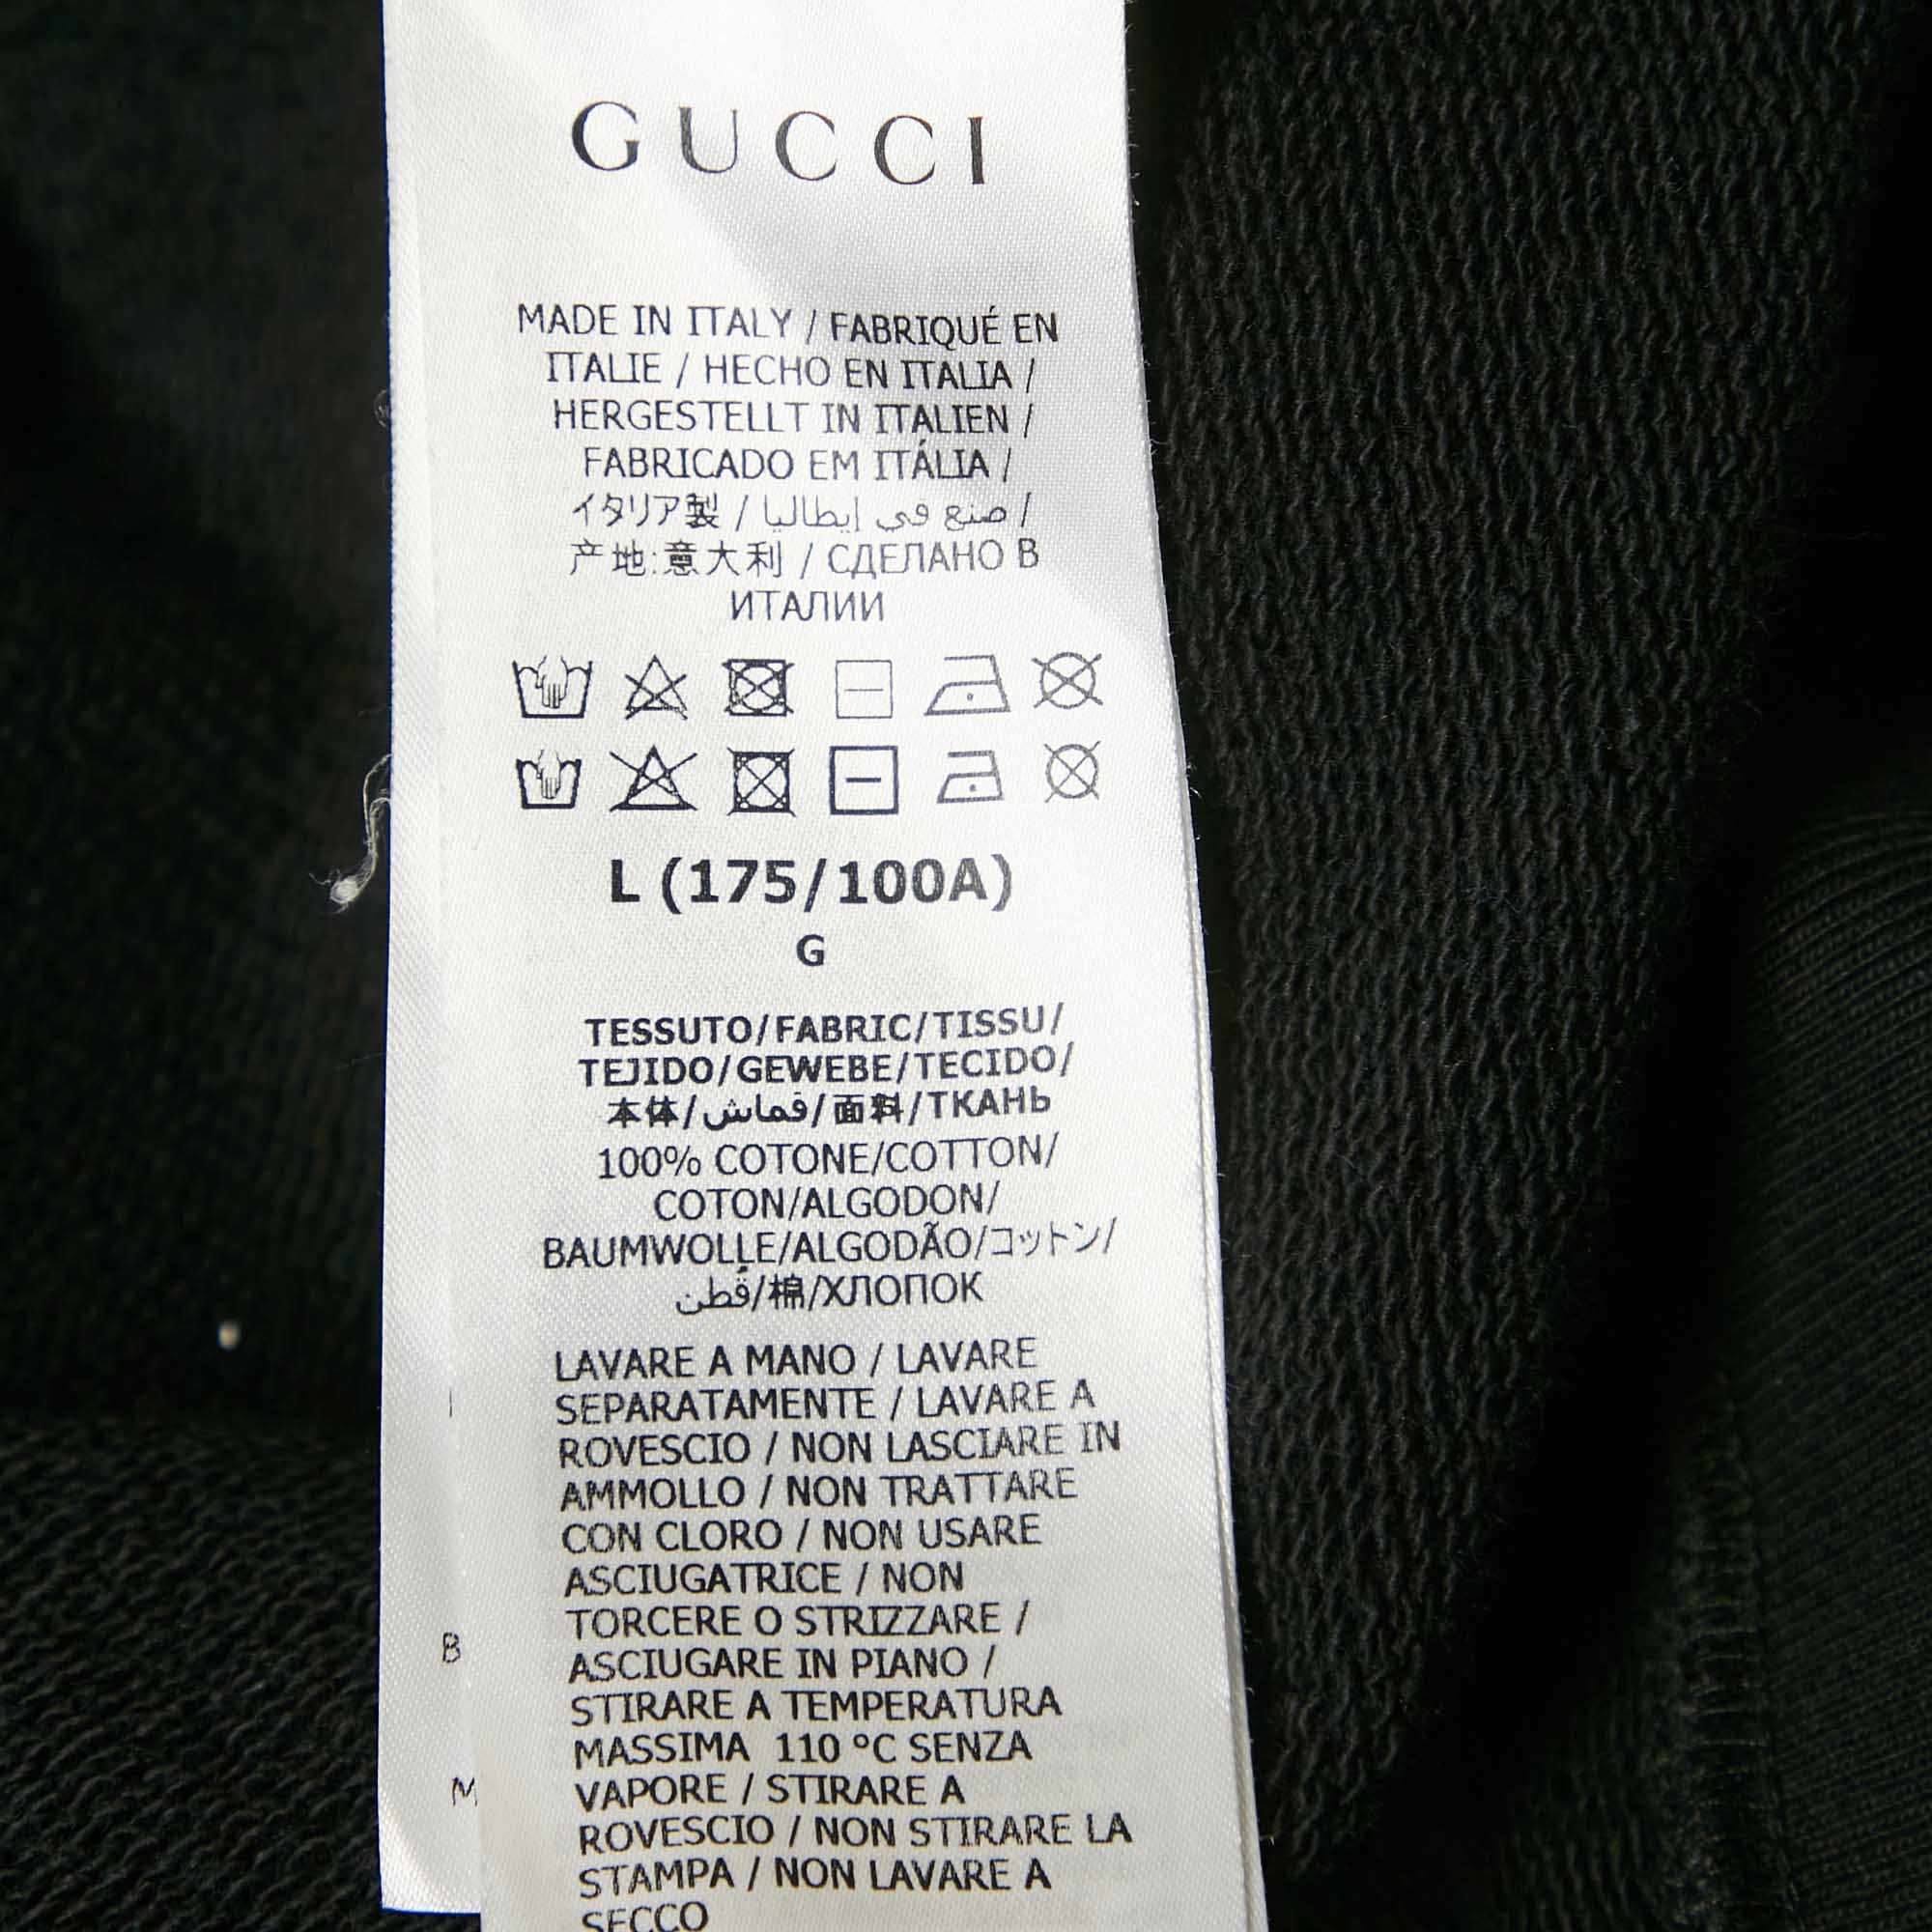 GUCCI
MADE IN ITALY / FABRIQUÉ EN
ITALIE / HECHO EN ITALIA /
HERGESTELLT IN ITALIEN /
FABRICADO EM ITÁLIA /
イタリア製 / صنع في إيطاليا /
产地:意大利 / СДЕЛАНО В
ИТАЛИИ
L (175/100A)
G
TESSUTO/FABRIC/TISSU/
TEJIDO/GEWEBE/TECIDO/
本体/قماش/面料/ТКАНЬ
100% COTONE/COTTON/
COTON/ALGODON/
BAUMWOLLE/ALGODÃO/コットン/
قُطن/棉/ХЛОПОК
LAVARE A MANO / LAVARE
SEPARATAMENTE / LAVARE A
ROVESCIO / NON LASCIARE IN
AMMOLLO / NON TRATTARE
CON CLORO / NON USARE
ASCIUGATRICE / NON
TORCERE O STRIZZARE /
ASCIUGARE IN PIANO /
STIRARE A TEMPERATURA
MASSIMA 110 °C SENZA
VAPORE / STIRARE A
ROVESCIO / NON STIRARE LA
STAMPA / NON LAVARE A
SECCO
B
M